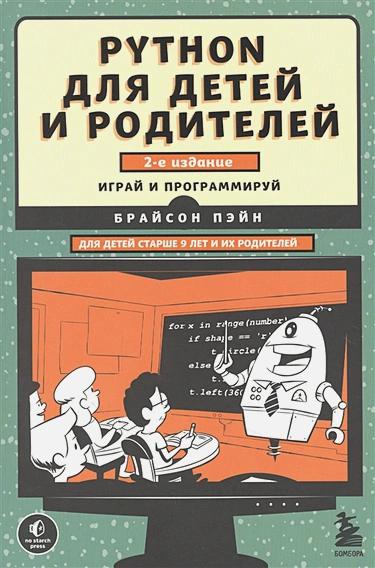 PYTHON
ДЛЯ ДЕТЕЙ
И РОДИТЕЛЕЙ
2-е издание
ИГРАЙ И ПРОГРАММИРУЙ
БРАЙСОН ПЭЙН
ДЛЯ ДЕТЕЙ СТАРШЕ 9 ЛЕТ И ИХ РОДИТЕЛЕЙ
for x in range(number
if shape == 'r'
t.circle(
else
t.
t.left(360
no starch
press
БОМБОРА